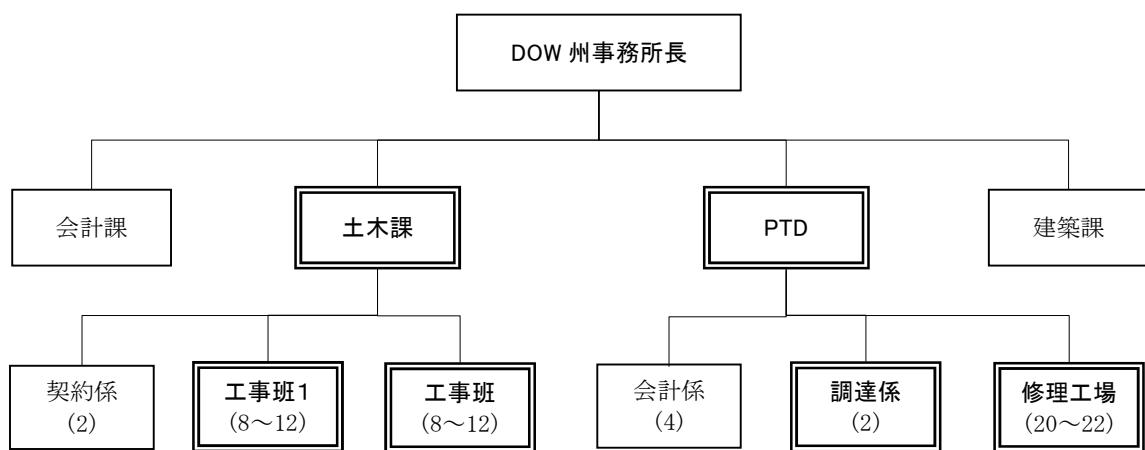 DOW 州事務所長
会計課
土木課
PTD
建築課
契約係
(2)
工事班1
(8～12)
工事班
(8～12)
会計係
(4)
調達係
(2)
修理工場
(20～22)